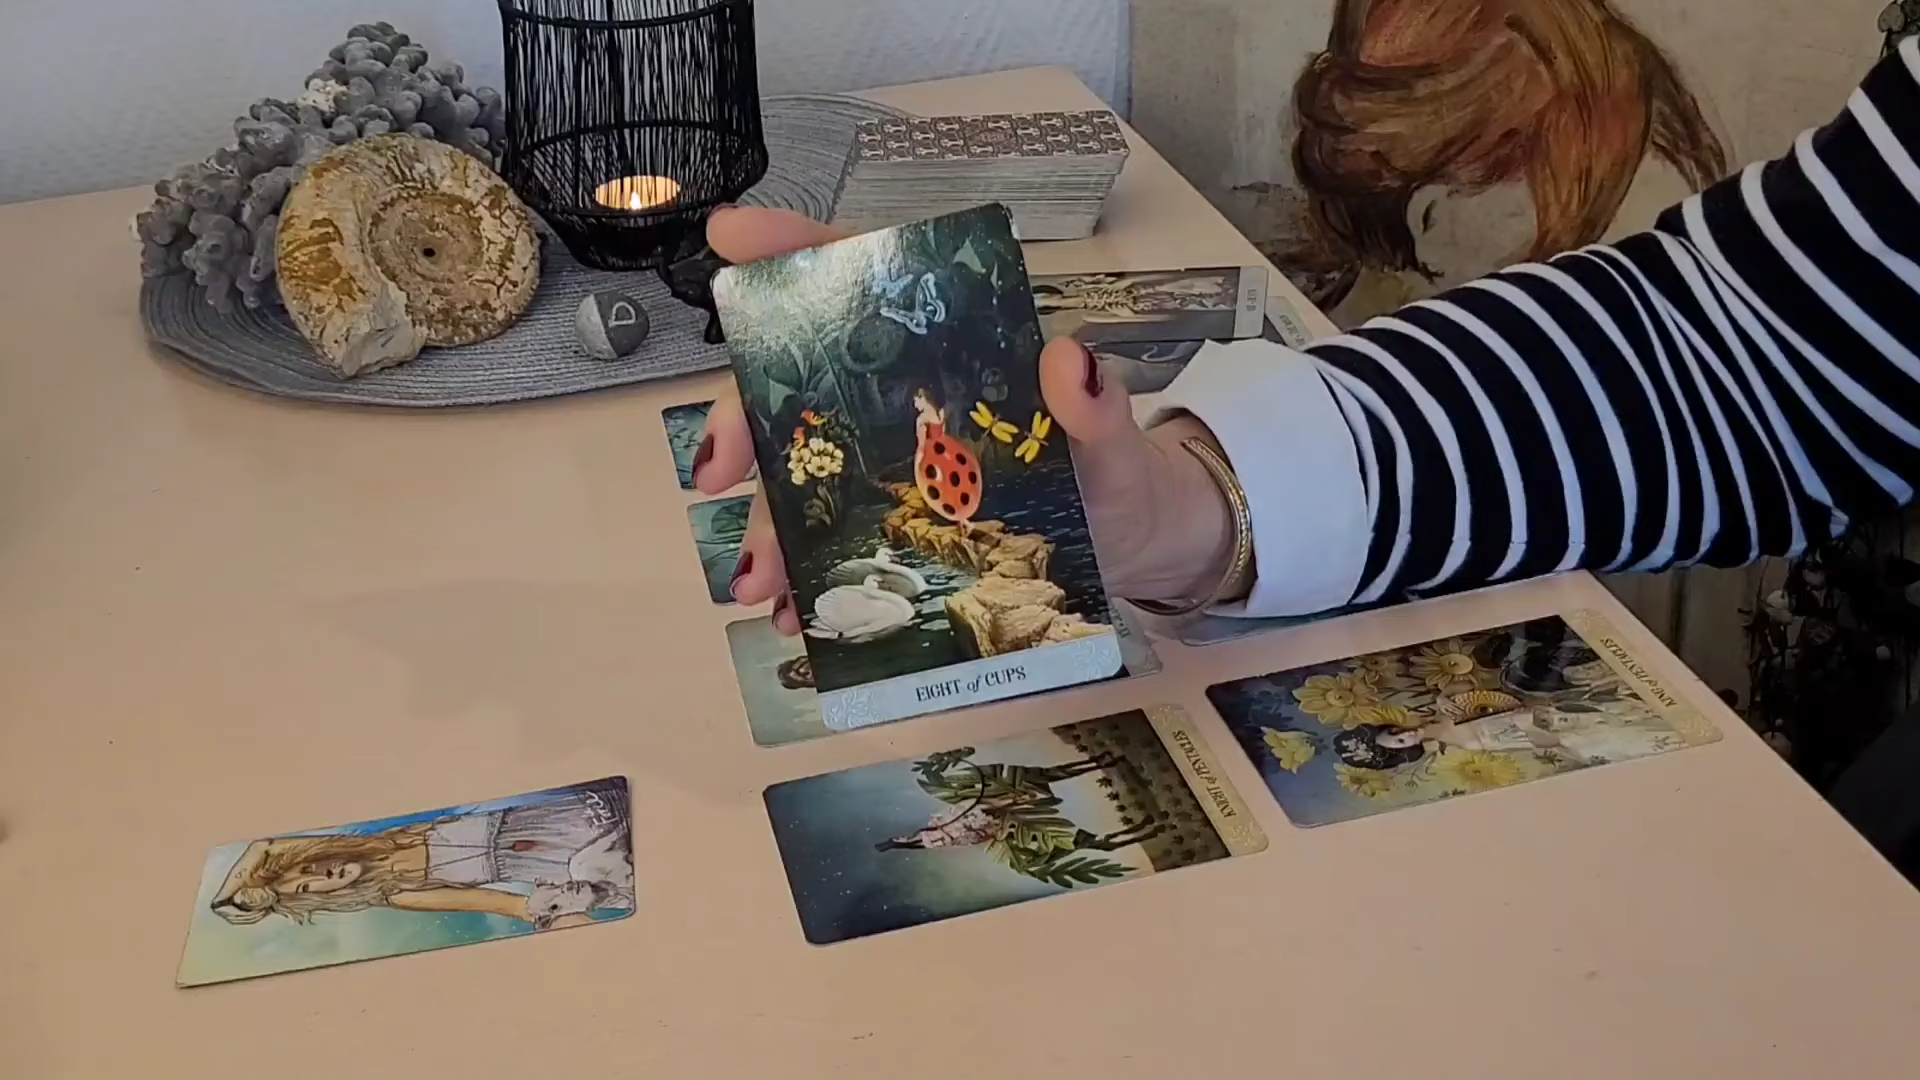 D
EIGHT of CUPS
KING of PENTACLES
KNIGHT of PENTACLES